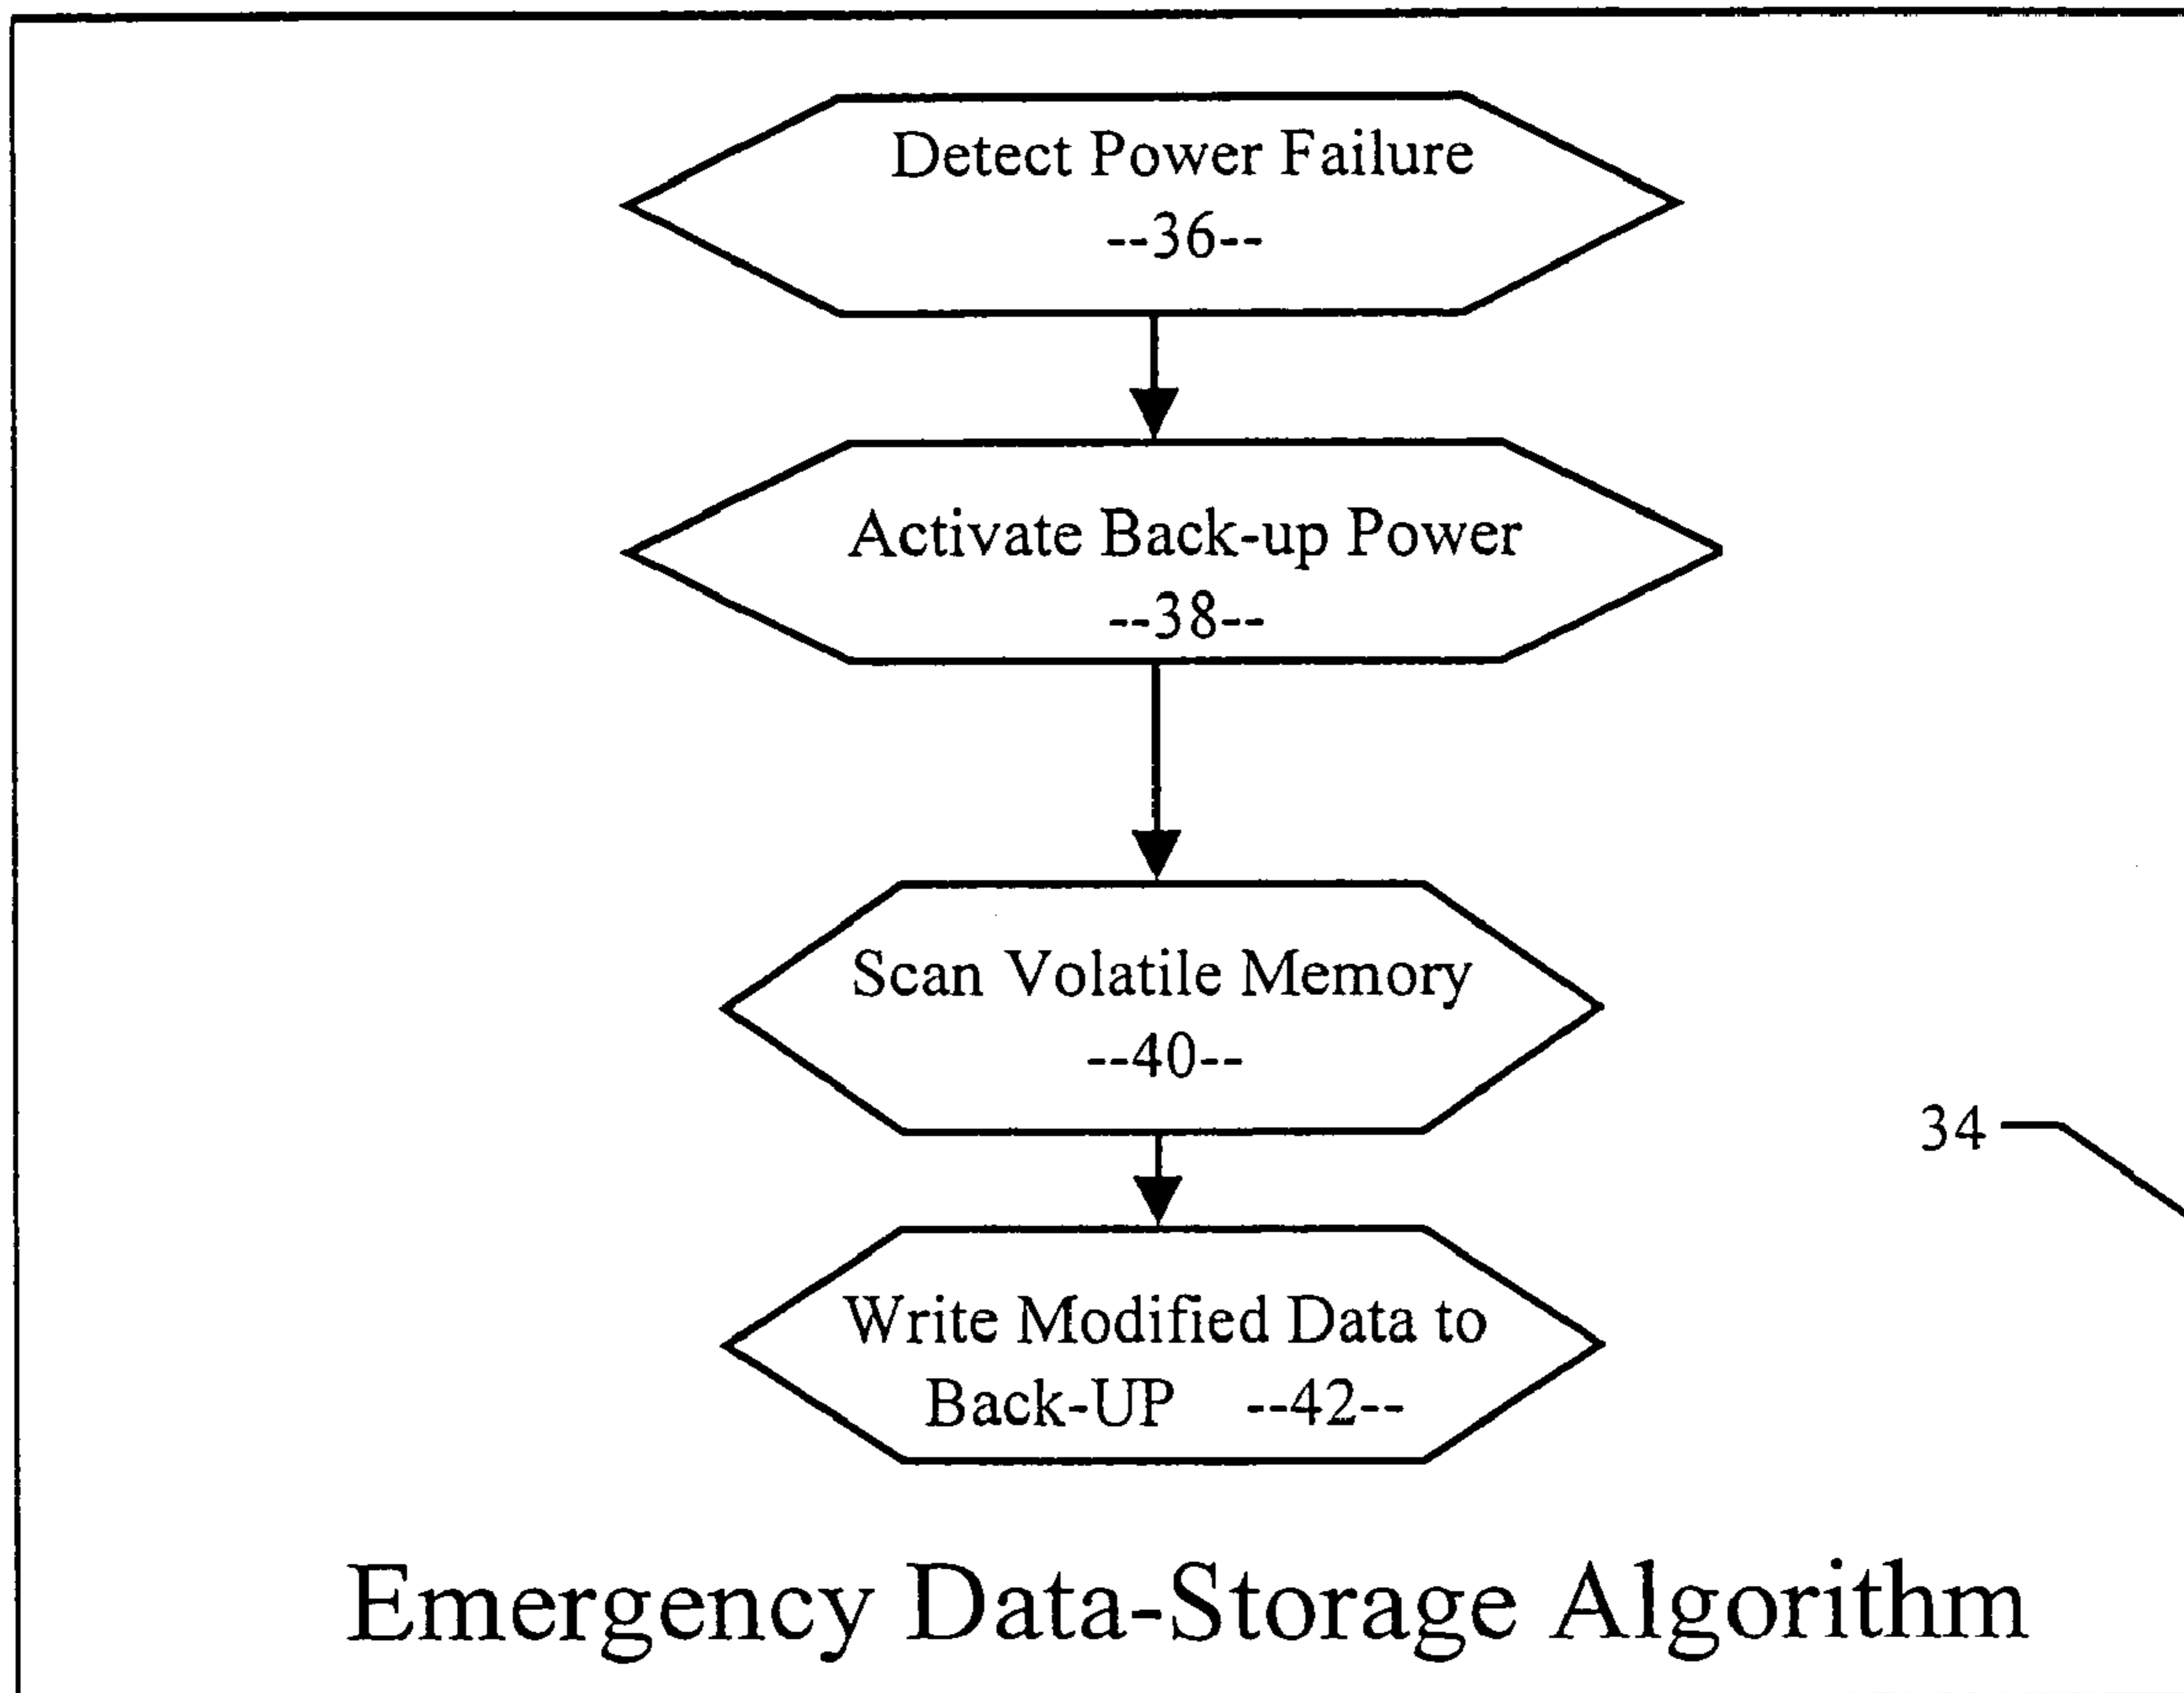 Detect Power Failure
--36--
Activate Back-up Power
--38--
Scan Volatile Memory
--40--
34
Write Modified Data to
Back-UP --42--
Emergency Data-Storage Algorithm